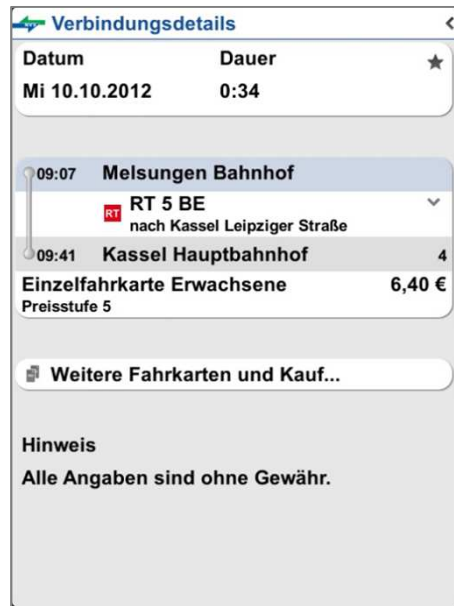 Verbindungsdetails
Datum Dauer
Mi 10.10.2012 0:34
09:07 Melsungen Bahnhof
RT RT 5 BE
nach Kassel Leipziger Straße
09:41 Kassel Hauptbahnhof 4
Einzelfahrkarte Erwachsene 6,40 €
Preisstufe 5
Weitere Fahrkarten und Kauf...
Hinweis
Alle Angaben sind ohne Gewähr.